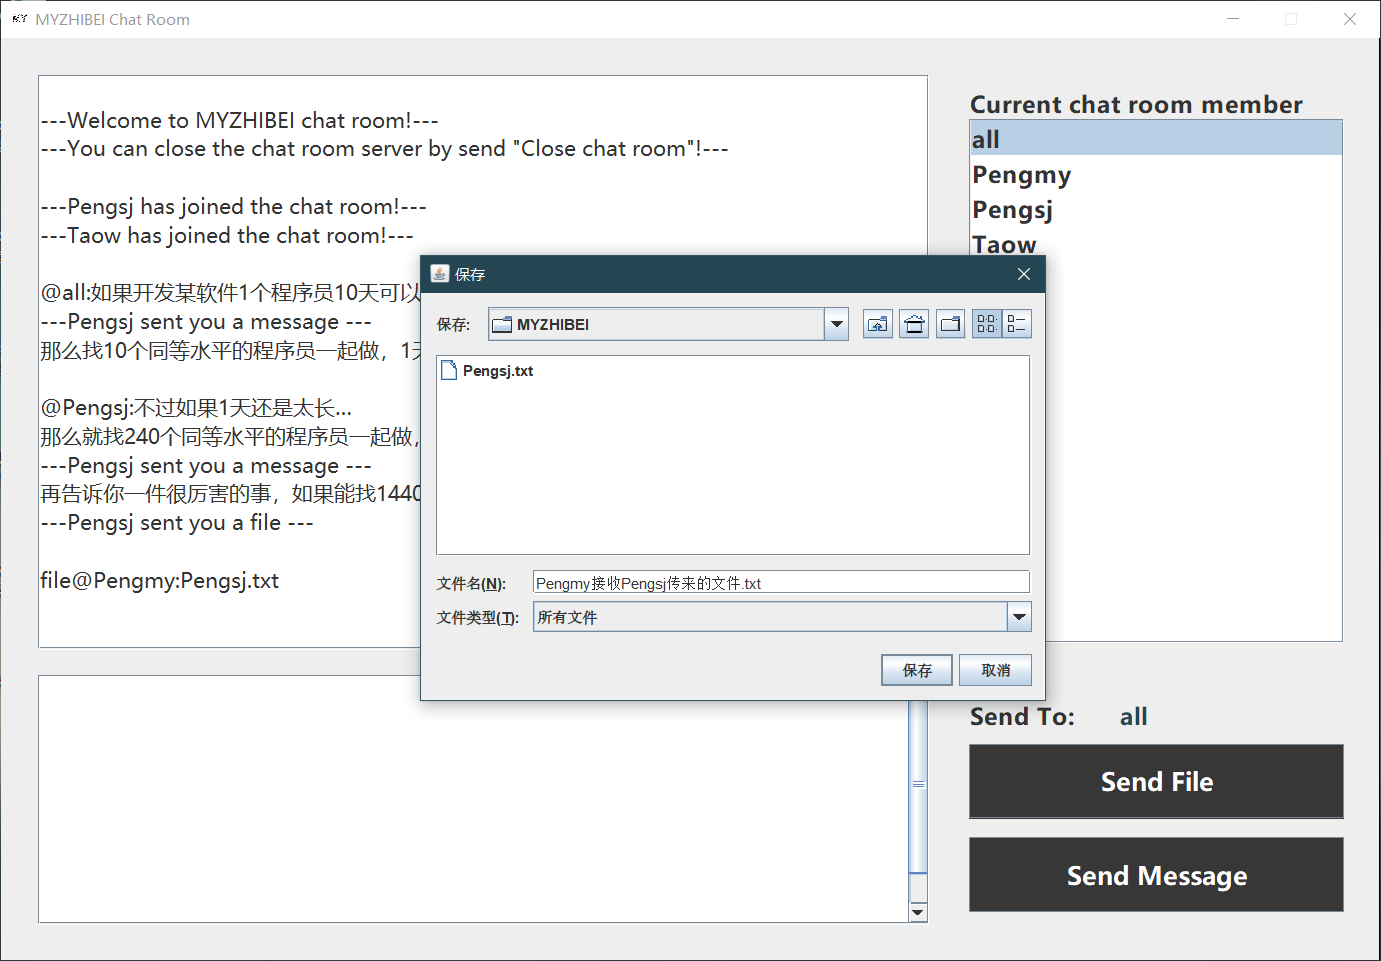 MY MYZHIBEI Chat Room
---Welcome to MYZHIBEI chat room!---
---You can close the chat room server by send "Close chat room"!---
---Pengsj has joined the chat room!---
---Taow has joined the chat room!---
@all:如果开发某软件1个程序员10天可以
---Pengsj sent you a message ---
那么找10个同等水平的程序员一起做，1天
@Pengsj:不过如果1天还是太长...
那么就找240个同等水平的程序员一起做，
---Pengsj sent you a message ---
再告诉你一件很厉害的事，如果能找1440
---Pengsj sent you a file ---
file@Pengmy:Pengsj.txt
Current chat room member
all
Pengmy
Pengsj
Taow
保存
保存: MYZHIBEI
Pengsj.txt
文件名(N): Pengmy接收Pengsj传来的文件.txt
文件类型(T): 所有文件
保存 取消
Send To: all
Send File
Send Message